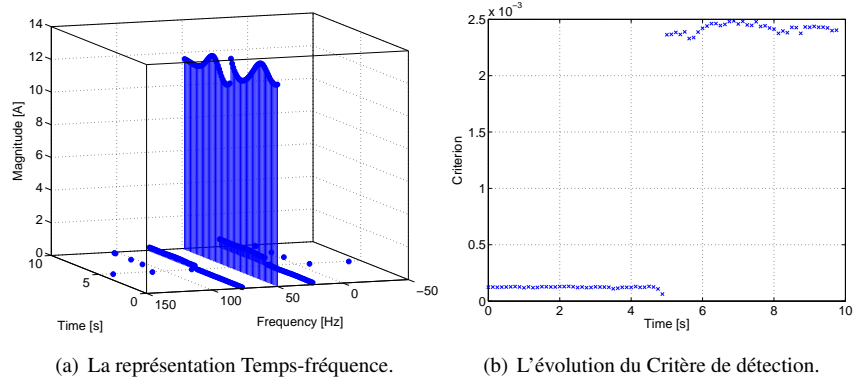 14
12
10
8
6
4
2
0
Magnitude [A]
10
5
0
Time [s]
150
100
50
0
−50
Frequency [Hz]
(a) La représentation Temps-fréquence.
x 10−3
2.5
2
1.5
1
0.5
0
Criterion
0 2 4 6 8 10
Time [s]
(b) L'évolution du Critère de détection.